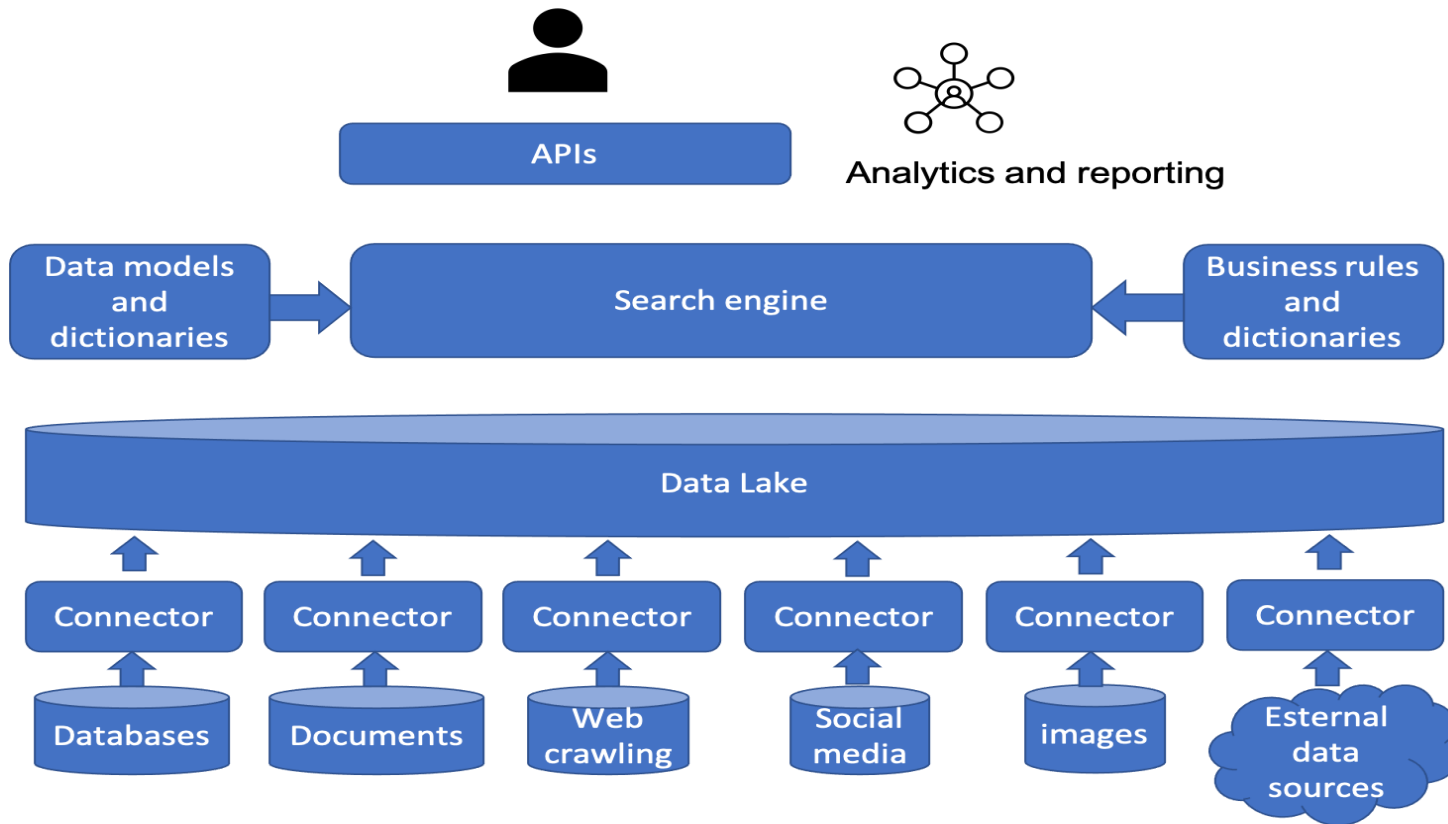 APIs
Analytics and reporting
Data models
and
dictionaries
Search engine
Business rules
and
dictionaries
Data Lake
Connector
Connector
Connector
Connector
Connector
Connector
Databases
Documents
Web
crawling
Social
media
images
Esternal
data
sources